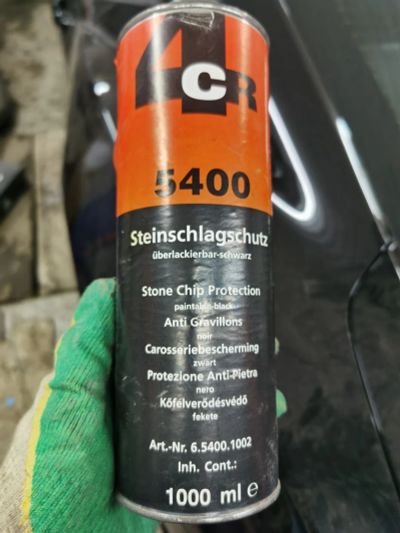 4CR
5400
Steinschlagschutz
überlackierbar-schwarz
Stone Chip Protection
paintable-black
Anti Gravillons
noir
Carosseriebescherming
zwart
Protezione Anti-Pietra
nero
Kőfelverődésvédő
fekete
Art.-Nr. 6.5400.1002
Inh. Cont.:
1000 ml e